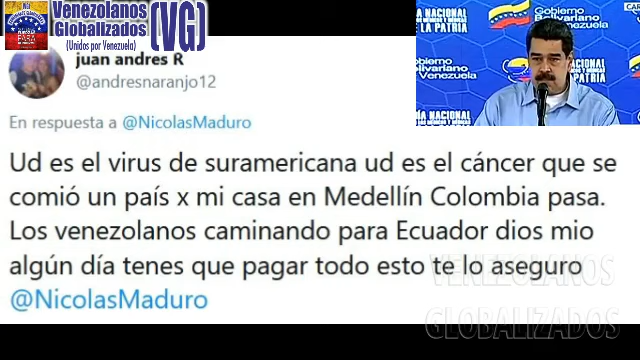 Venezolanos
Globalizados
(Unidos por Venezuela)
(VG)
juan andres R
@andresnaranjo12
En respuesta a @NicolasMaduro
Ud es el virus de suramericana ud es el cáncer que se
comió un país x mi casa en Medellín Colombia pasa.
Los venezolanos caminando para Ecuador dios mio
algún día tenes que pagar todo esto te lo aseguro
@NicolasMaduro
LA PATRIA
Gobierno
Bolivariano
de Venezuela
VENEZOLANOS
GLOBALIZADOS